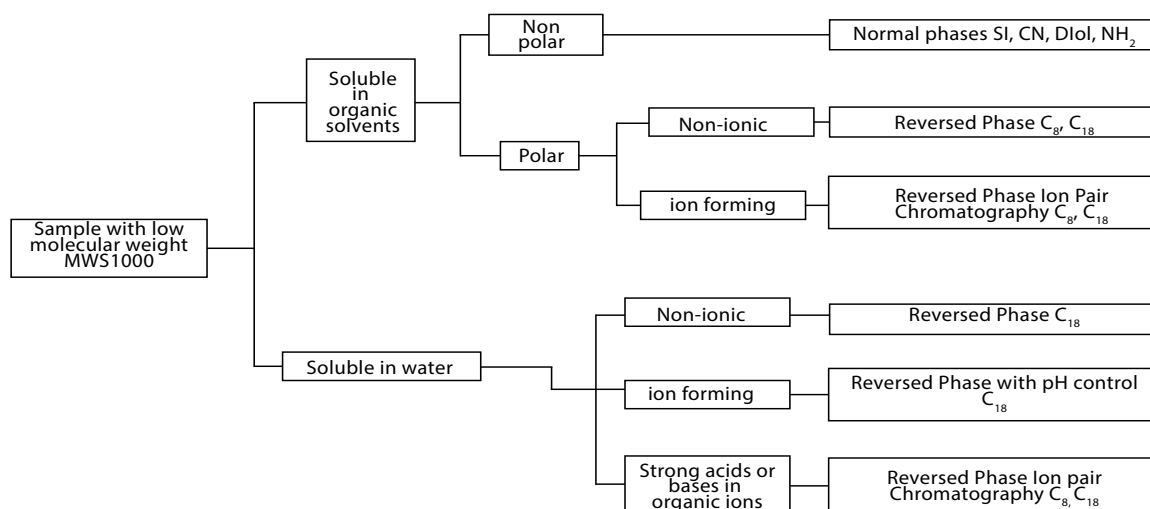 Non
polar
Normal phases SI, CN, DIol, NH₂
Soluble
in
organic
solvents
Non-ionic
Reversed Phase C₈, C₁₈
Polar
ion forming
Reversed Phase Ion Pair
Chromatography C₈, C₁₈
Sample with low
molecular weight
MWS1000
Non-ionic
Reversed Phase C₁₈
Soluble in water
ion forming
Reversed Phase with pH control
C₁₈
Strong acids or
bases in
organic ions
Reversed Phase Ion pair
Chromatography C₈, C₁₈